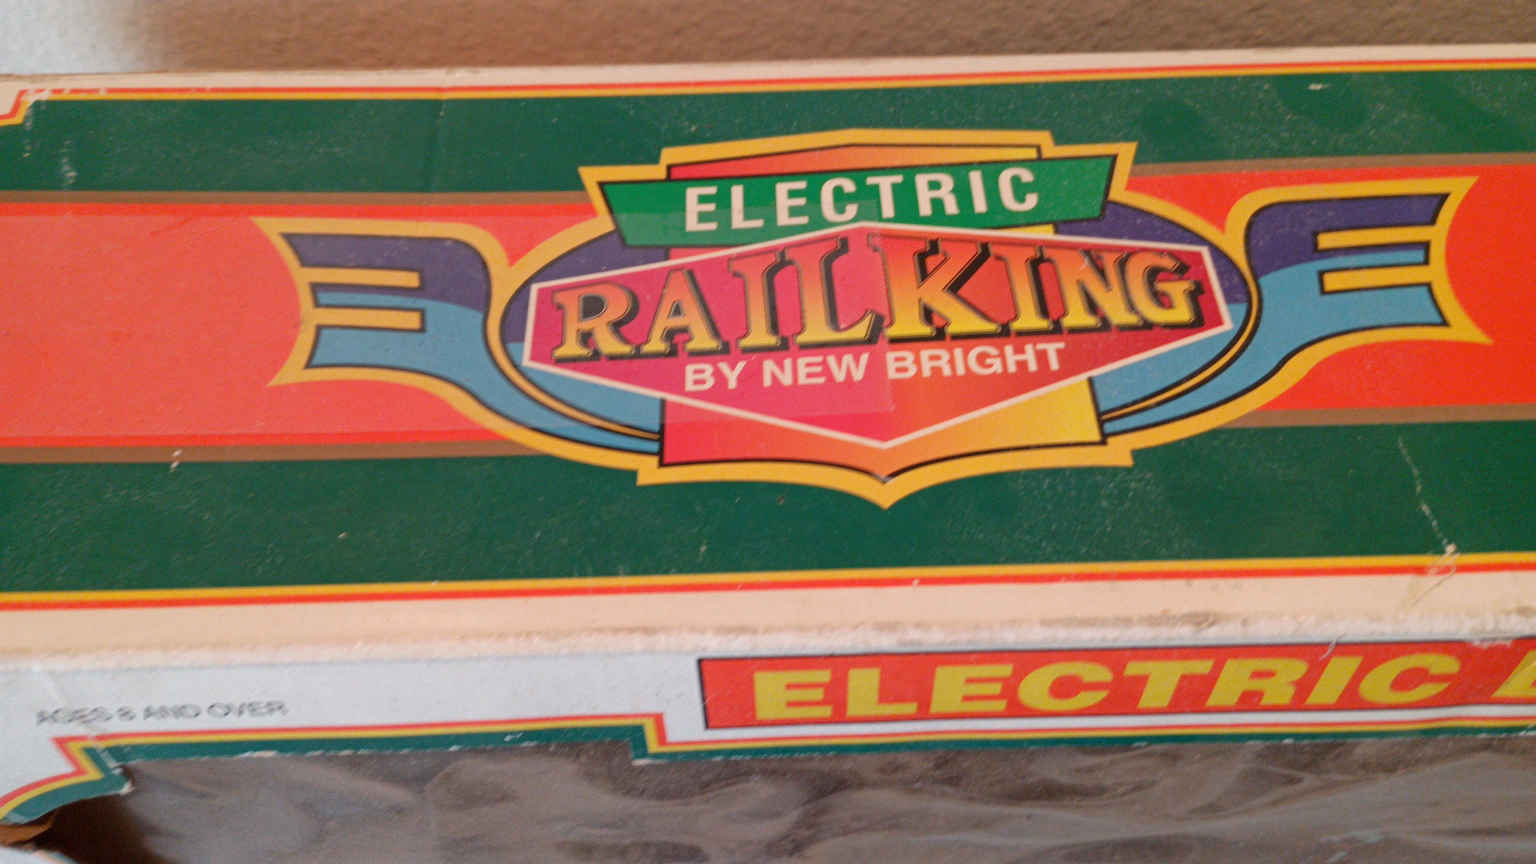 ELECTRIC
RAILKING
BY NEW BRIGHT
AGES 8 AND OVER
ELECTRIC